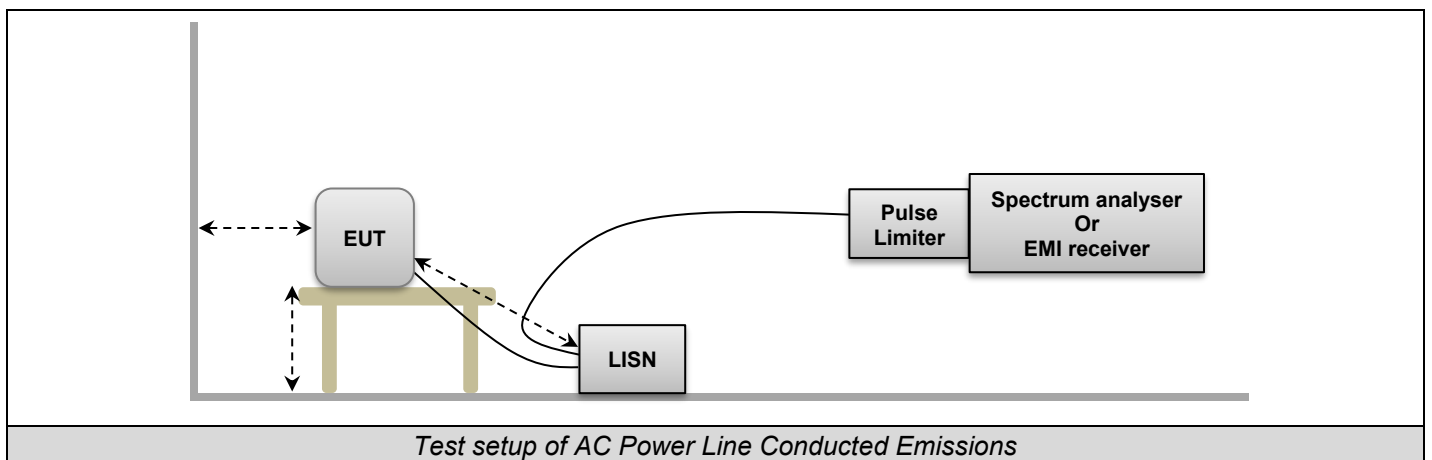 EUT
Pulse
Limiter
Spectrum analyser
Or
EMI receiver
LISN
Test setup of AC Power Line Conducted Emissions